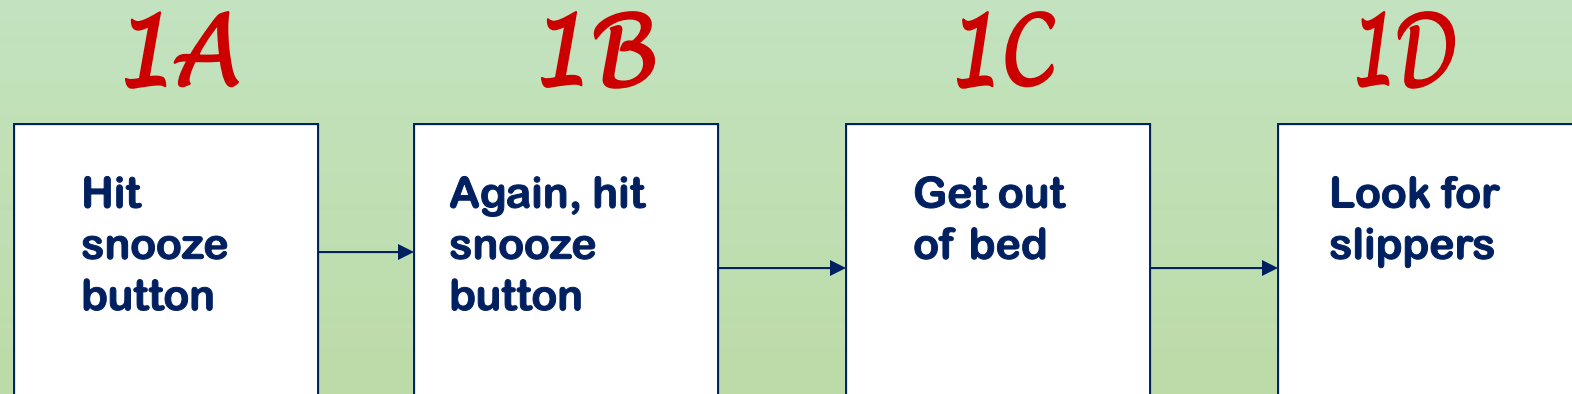 1A
1B
1C
1D
Hit
snooze
button
Again, hit
snooze
button
Get out
of bed
Look for
slippers